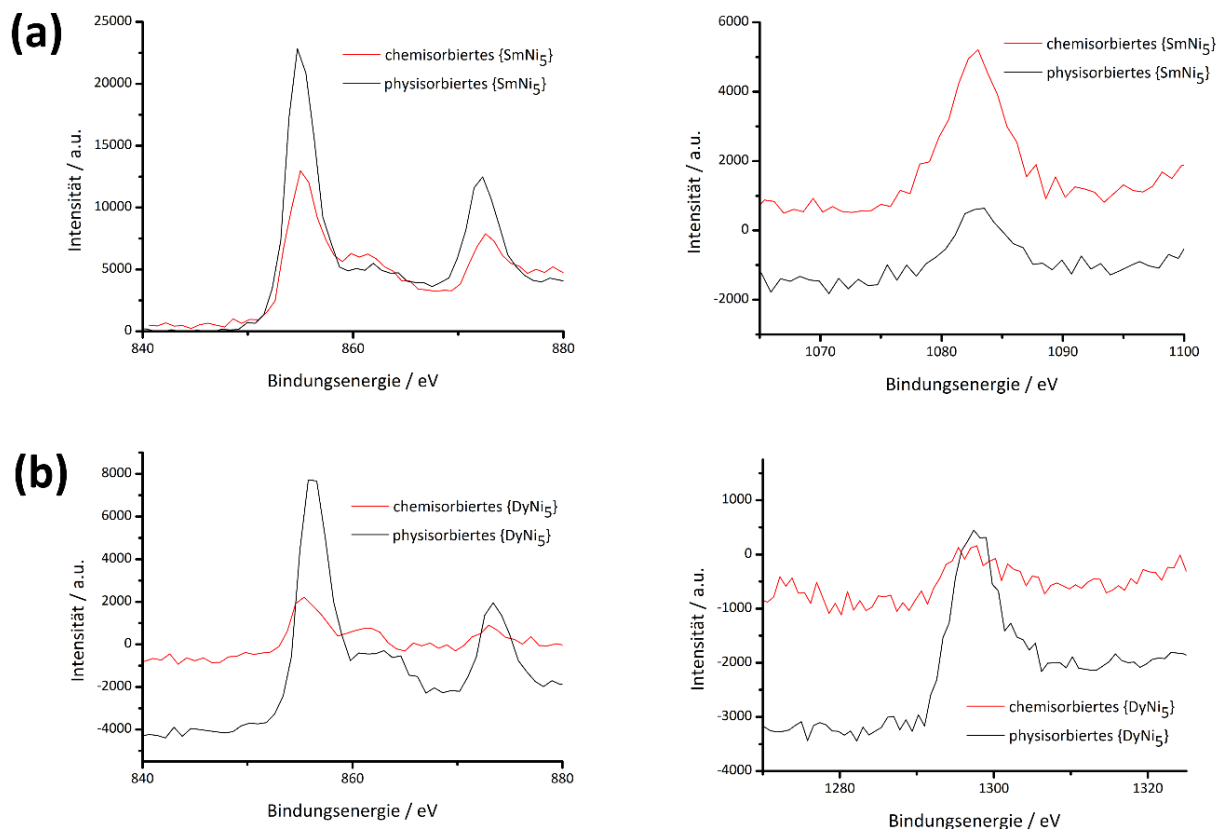 (a)
25000
20000
15000
10000
5000
0
Intensität / a.u.
chemisorbiertes {SmNi5}
physisorbiertes {SmNi5}
840
860
880
Bindungsenergie / eV
6000
4000
2000
0
-2000
Intensität / a.u.
chemisorbiertes {SmNi5}
physisorbiertes {SmNi5}
1070
1080
1090
1100
Bindungsenergie / eV
(b)
8000
6000
4000
2000
0
-2000
-4000
Intensität / a.u.
chemisorbiertes {DyNi5}
physisorbiertes {DyNi5}
840
860
880
Bindungsenergie / eV
1000
0
-1000
-2000
-3000
-4000
Intensität / a.u.
chemisorbiertes {DyNi5}
physisorbiertes {DyNi5}
1280
1300
1320
Bindungsenergie / eV